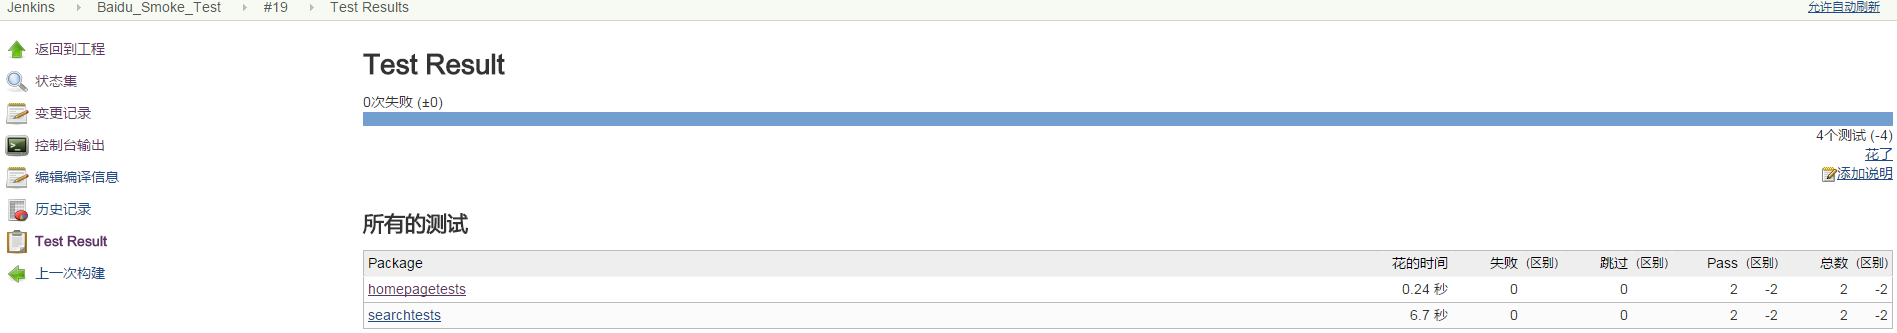 Jenkins Baidu_Smoke_Test #19 Test Results 允许自动刷新
返回到工程
状态集
变更记录
控制台输出
编辑编译信息
历史记录
Test Result
上一次构建
Test Result
0次失败 (±0)
4个测试 (-4)
花了
添加说明
所有的测试
Package 花的时间 失败 (区别) 跳过 (区别) Pass (区别) 总数 (区别)
homepagetests 0.24 秒 0 0 2 -2 2 -2
searchtests 6.7 秒 0 0 2 -2 2 -2